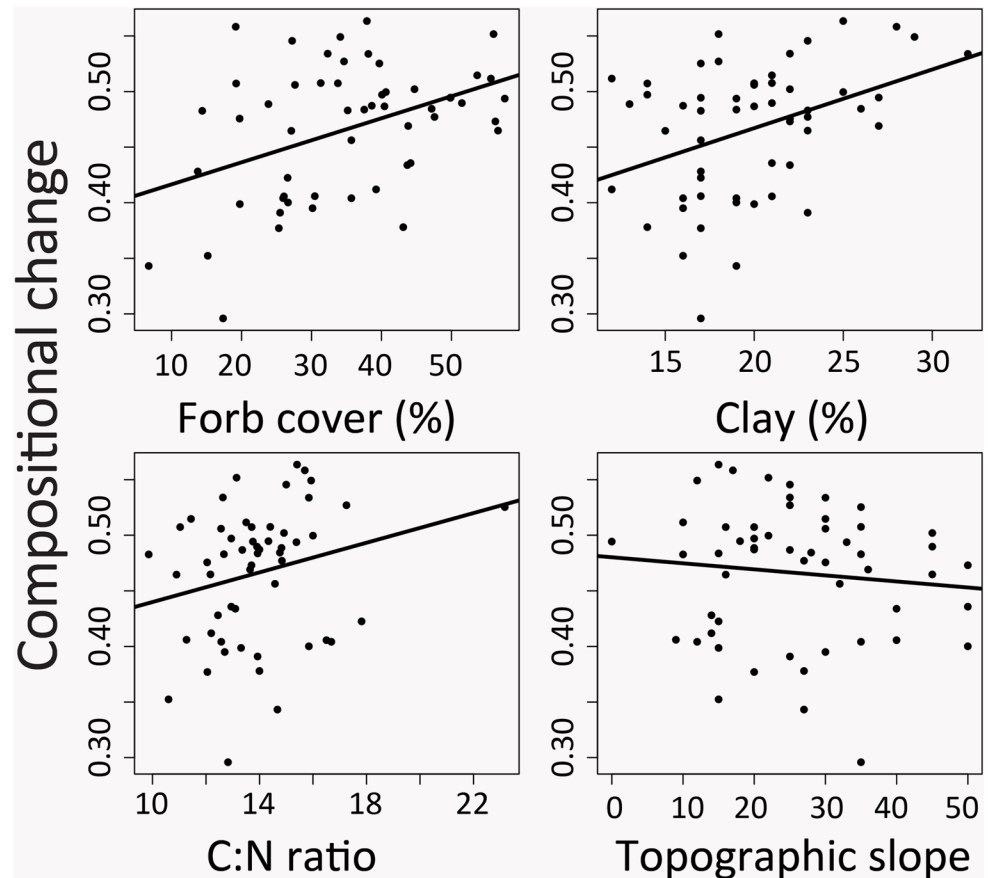 Compositional change
0.30 0.40 0.50
10 20 30 40 50
Forb cover (%)
0.30 0.40 0.50
15 20 25 30
Clay (%)
0.30 0.40 0.50
10 14 18 22
C:N ratio
0.30 0.40 0.50
0 10 20 30 40 50
Topographic slope